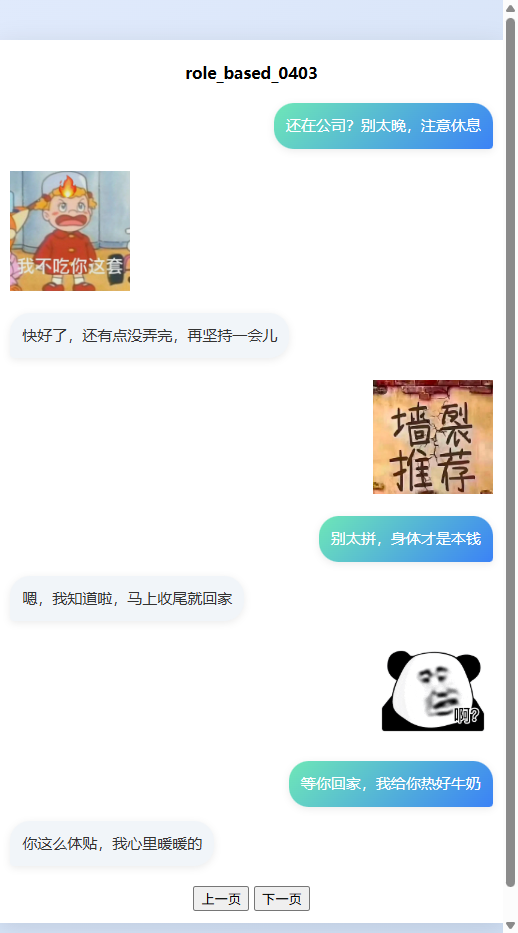 role_based_0403
还在公司？别太晚，注意休息
我不吃你这套
快好了，还有点没弄完，再坚持一会儿
墙裂
推荐
别太拼，身体才是本钱
嗯，我知道啦，马上收尾就回家
啊?
等你回家，我给你热好牛奶
你这么体贴，我心里暖暖的
上一页 下一页